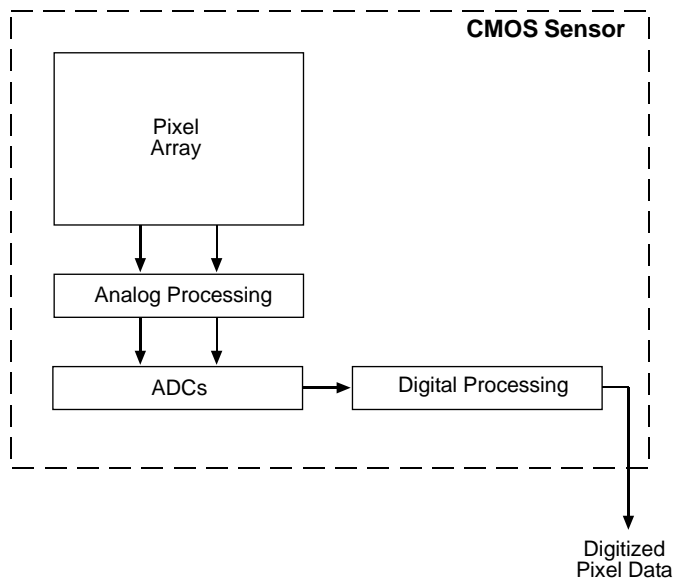 CMOS Sensor
Pixel
Array
Analog Processing
ADCs
Digital Processing
Digitized
Pixel Data